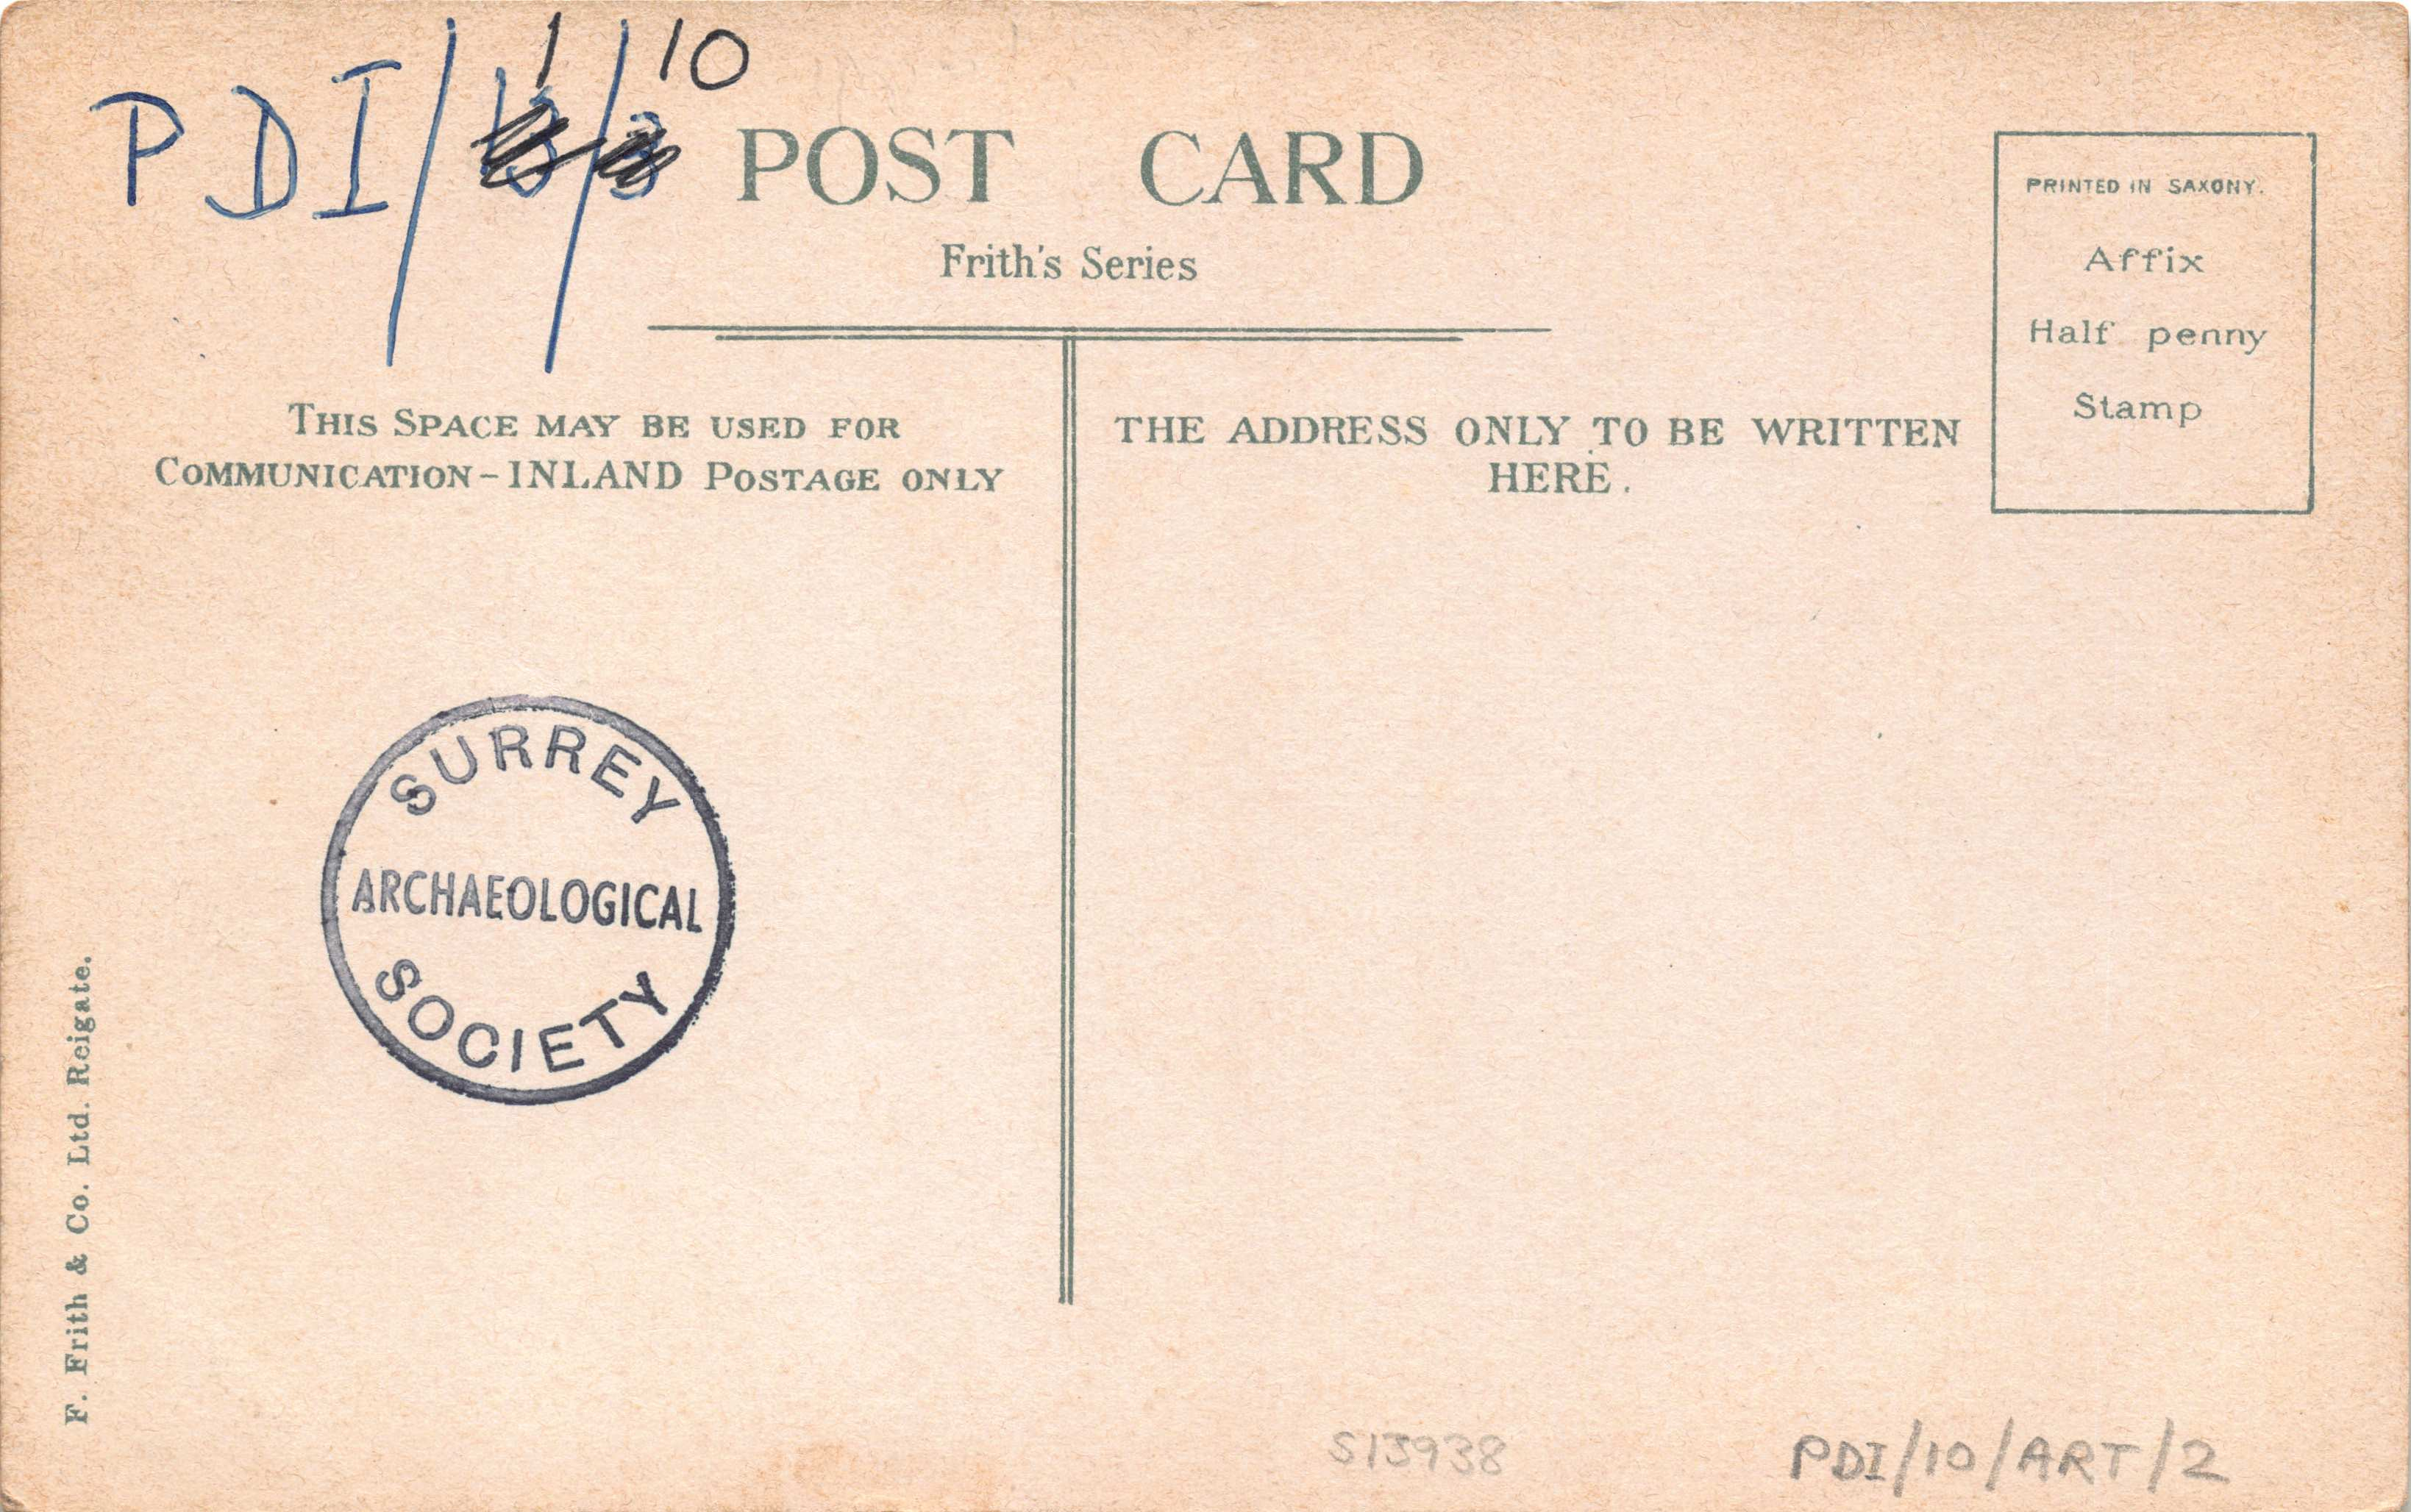 1 10
PDI/13/3
POST CARD
Frith's Series
PRINTED IN SAXONY.
Affix
Half penny
Stamp
THIS SPACE MAY BE USED FOR
COMMUNICATION-INLAND POSTAGE ONLY
THE ADDRESS ONLY TO BE WRITTEN
HERE.
SURREY
ARCHAEOLOGICAL
SOCIETY
F. Frith & Co. Ltd. Reigate.
S13938
PDI/10/ART/2